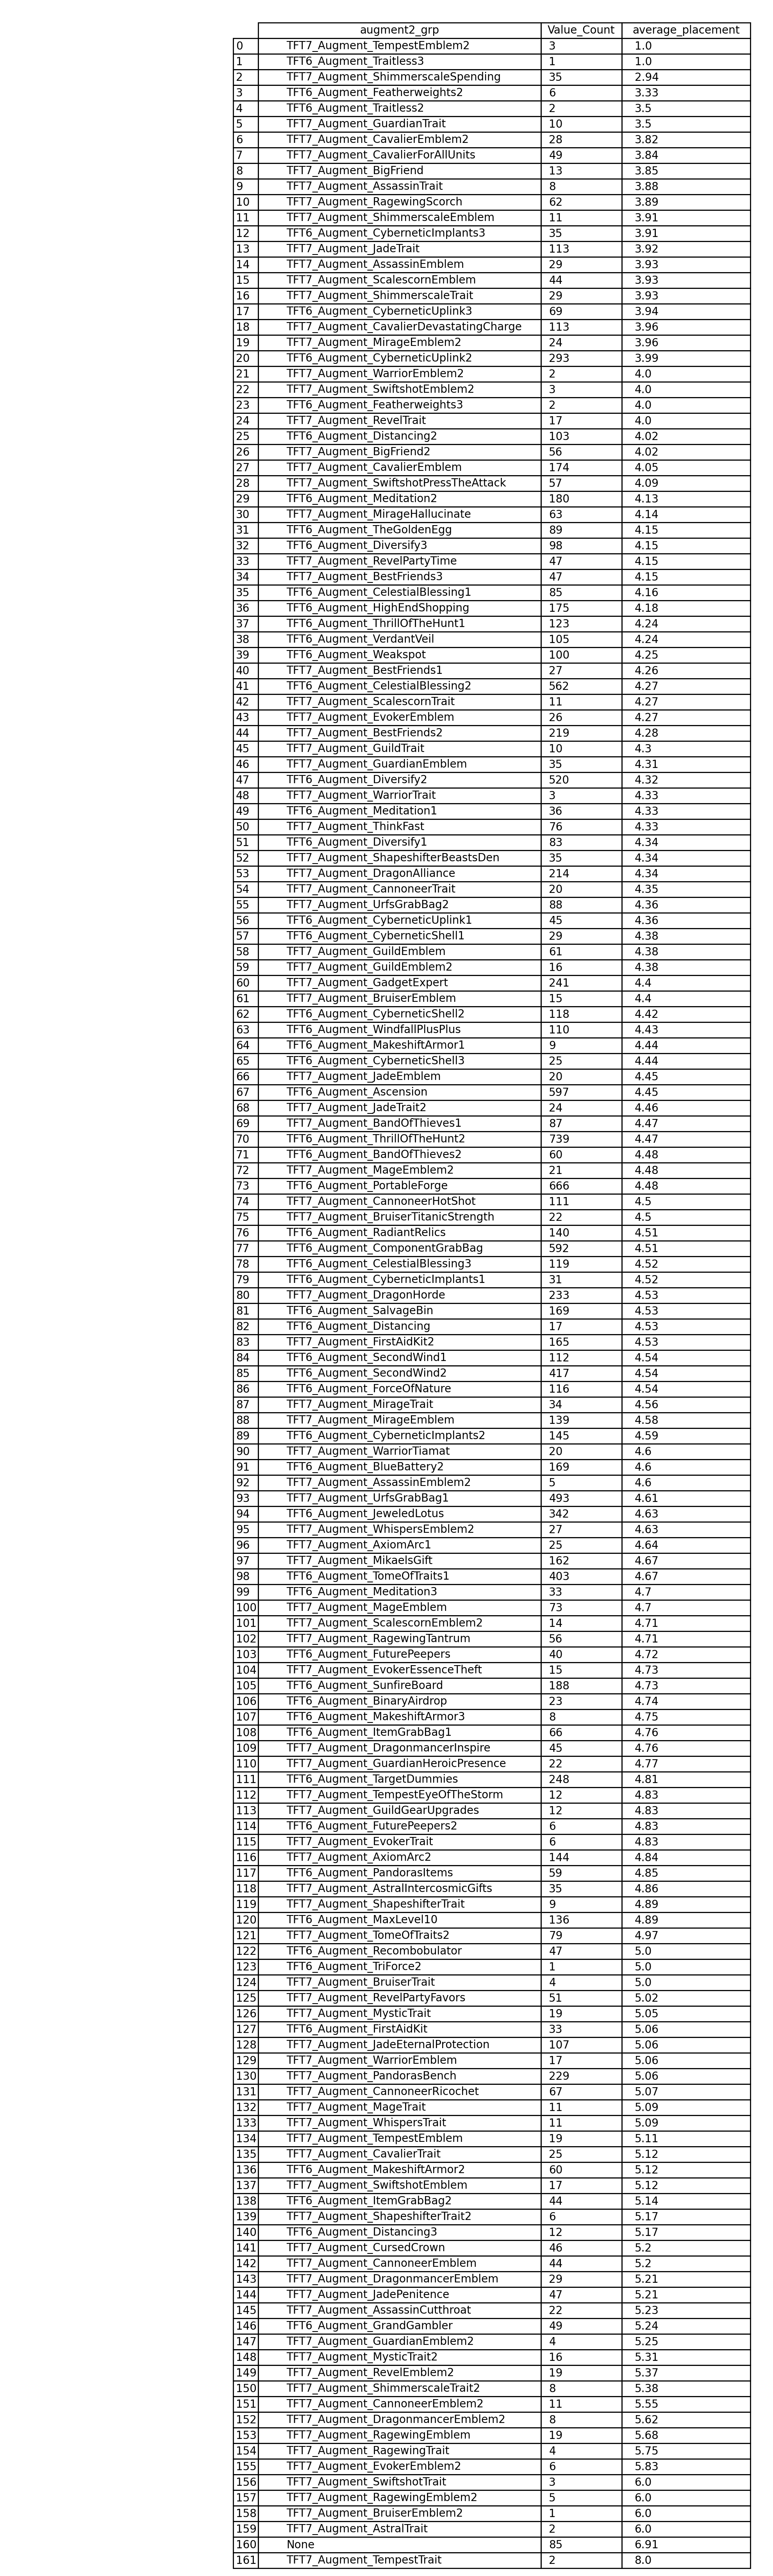 augment2_grp Value_Count average_placement
0 TFT7_Augment_TempestEmblem2 3 1.0
1 TFT6_Augment_Traitless3 1 1.0
2 TFT7_Augment_ShimmerscaleSpending 35 2.94
3 TFT6_Augment_Featherweights2 6 3.33
4 TFT6_Augment_Traitless2 2 3.5
5 TFT7_Augment_GuardianTrait 10 3.5
6 TFT7_Augment_CavalierEmblem2 28 3.82
7 TFT7_Augment_CavalierForAllUnits 49 3.84
8 TFT7_Augment_BigFriend 13 3.85
9 TFT7_Augment_AssassinTrait 8 3.88
10 TFT7_Augment_RagewingScorch 62 3.89
11 TFT7_Augment_ShimmerscaleEmblem 11 3.91
12 TFT6_Augment_CyberneticImplants3 35 3.91
13 TFT7_Augment_JadeTrait 113 3.92
14 TFT7_Augment_AssassinEmblem 29 3.93
15 TFT7_Augment_ScalescornEmblem 44 3.93
16 TFT7_Augment_ShimmerscaleTrait 29 3.93
17 TFT6_Augment_CyberneticUplink3 69 3.94
18 TFT7_Augment_CavalierDevastatingCharge 113 3.96
19 TFT7_Augment_MirageEmblem2 24 3.96
20 TFT6_Augment_CyberneticUplink2 293 3.99
21 TFT7_Augment_WarriorEmblem2 2 4.0
22 TFT7_Augment_SwiftshotEmblem2 3 4.0
23 TFT6_Augment_Featherweights3 2 4.0
24 TFT7_Augment_RevelTrait 17 4.0
25 TFT6_Augment_Distancing2 103 4.02
26 TFT7_Augment_BigFriend2 56 4.02
27 TFT7_Augment_CavalierEmblem 174 4.05
28 TFT7_Augment_SwiftshotPressTheAttack 57 4.09
29 TFT6_Augment_Meditation2 180 4.13
30 TFT7_Augment_MirageHallucinate 63 4.14
31 TFT6_Augment_TheGoldenEgg 89 4.15
32 TFT6_Augment_Diversify3 98 4.15
33 TFT7_Augment_RevelPartyTime 47 4.15
34 TFT7_Augment_BestFriends3 47 4.15
35 TFT6_Augment_CelestialBlessing1 85 4.16
36 TFT6_Augment_HighEndShopping 175 4.18
37 TFT6_Augment_ThrillOfTheHunt1 123 4.24
38 TFT6_Augment_VerdantVeil 105 4.24
39 TFT6_Augment_Weakspot 100 4.25
40 TFT7_Augment_BestFriends1 27 4.26
41 TFT6_Augment_CelestialBlessing2 562 4.27
42 TFT7_Augment_ScalescornTrait 11 4.27
43 TFT7_Augment_EvokerEmblem 26 4.27
44 TFT7_Augment_BestFriends2 219 4.28
45 TFT7_Augment_GuildTrait 10 4.3
46 TFT7_Augment_GuardianEmblem 35 4.31
47 TFT6_Augment_Diversify2 520 4.32
48 TFT7_Augment_WarriorTrait 3 4.33
49 TFT6_Augment_Meditation1 36 4.33
50 TFT7_Augment_ThinkFast 76 4.33
51 TFT6_Augment_Diversify1 83 4.34
52 TFT7_Augment_ShapeshifterBeastsDen 35 4.34
53 TFT7_Augment_DragonAlliance 214 4.34
54 TFT7_Augment_CannoneerTrait 20 4.35
55 TFT7_Augment_UrfsGrabBag2 88 4.36
56 TFT6_Augment_CyberneticUplink1 45 4.36
57 TFT6_Augment_CyberneticShell1 29 4.38
58 TFT7_Augment_GuildEmblem 61 4.38
59 TFT7_Augment_GuildEmblem2 16 4.38
60 TFT7_Augment_GadgetExpert 241 4.4
61 TFT7_Augment_BruiserEmblem 15 4.4
62 TFT6_Augment_CyberneticShell2 118 4.42
63 TFT6_Augment_WindfallPlusPlus 110 4.43
64 TFT6_Augment_MakeshiftArmor1 9 4.44
65 TFT6_Augment_CyberneticShell3 25 4.44
66 TFT7_Augment_JadeEmblem 20 4.45
67 TFT6_Augment_Ascension 597 4.45
68 TFT7_Augment_JadeTrait2 24 4.46
69 TFT7_Augment_BandOfThieves1 87 4.47
70 TFT6_Augment_ThrillOfTheHunt2 739 4.47
71 TFT6_Augment_BandOfThieves2 60 4.48
72 TFT7_Augment_MageEmblem2 21 4.48
73 TFT6_Augment_PortableForge 666 4.48
74 TFT7_Augment_CannoneerHotShot 111 4.5
75 TFT7_Augment_BruiserTitanicStrength 22 4.5
76 TFT6_Augment_RadiantRelics 140 4.51
77 TFT6_Augment_ComponentGrabBag 592 4.51
78 TFT6_Augment_CelestialBlessing3 119 4.52
79 TFT6_Augment_CyberneticImplants1 31 4.52
80 TFT7_Augment_DragonHorde 233 4.53
81 TFT6_Augment_SalvageBin 169 4.53
82 TFT6_Augment_Distancing 17 4.53
83 TFT7_Augment_FirstAidKit2 165 4.53
84 TFT6_Augment_SecondWind1 112 4.54
85 TFT6_Augment_SecondWind2 417 4.54
86 TFT6_Augment_ForceOfNature 116 4.54
87 TFT7_Augment_MirageTrait 34 4.56
88 TFT7_Augment_MirageEmblem 139 4.58
89 TFT6_Augment_CyberneticImplants2 145 4.59
90 TFT7_Augment_WarriorTiamat 20 4.6
91 TFT6_Augment_BlueBattery2 169 4.6
92 TFT7_Augment_AssassinEmblem2 5 4.6
93 TFT7_Augment_UrfsGrabBag1 493 4.61
94 TFT6_Augment_JeweledLotus 342 4.63
95 TFT7_Augment_WhispersEmblem2 27 4.63
96 TFT7_Augment_AxiomArc1 25 4.64
97 TFT7_Augment_MikaelsGift 162 4.67
98 TFT6_Augment_TomeOfTraits1 403 4.67
99 TFT6_Augment_Meditation3 33 4.7
100 TFT7_Augment_MageEmblem 73 4.7
101 TFT7_Augment_ScalescornEmblem2 14 4.71
102 TFT7_Augment_RagewingTantrum 56 4.71
103 TFT6_Augment_FuturePeepers 40 4.72
104 TFT7_Augment_EvokerEssenceTheft 15 4.73
105 TFT6_Augment_SunfireBoard 188 4.73
106 TFT6_Augment_BinaryAirdrop 23 4.74
107 TFT6_Augment_MakeshiftArmor3 8 4.75
108 TFT6_Augment_ItemGrabBag1 66 4.76
109 TFT7_Augment_DragonmancerInspire 45 4.76
110 TFT7_Augment_GuardianHeroicPresence 22 4.77
111 TFT6_Augment_TargetDummies 248 4.81
112 TFT7_Augment_TempestEyeOfTheStorm 12 4.83
113 TFT7_Augment_GuildGearUpgrades 12 4.83
114 TFT6_Augment_FuturePeepers2 6 4.83
115 TFT7_Augment_EvokerTrait 6 4.83
116 TFT7_Augment_AxiomArc2 144 4.84
117 TFT6_Augment_PandorasItems 59 4.85
118 TFT7_Augment_AstralIntercosmicGifts 35 4.86
119 TFT7_Augment_ShapeshifterTrait 9 4.89
120 TFT6_Augment_MaxLevel10 136 4.89
121 TFT7_Augment_TomeOfTraits2 79 4.97
122 TFT6_Augment_Recombobulator 47 5.0
123 TFT6_Augment_TriForce2 1 5.0
124 TFT7_Augment_BruiserTrait 4 5.0
125 TFT7_Augment_RevelPartyFavors 51 5.02
126 TFT7_Augment_MysticTrait 19 5.05
127 TFT6_Augment_FirstAidKit 33 5.06
128 TFT7_Augment_JadeEternalProtection 107 5.06
129 TFT7_Augment_WarriorEmblem 17 5.06
130 TFT7_Augment_PandorasBench 229 5.06
131 TFT7_Augment_CannoneerRicochet 67 5.07
132 TFT7_Augment_MageTrait 11 5.09
133 TFT7_Augment_WhispersTrait 11 5.09
134 TFT7_Augment_TempestEmblem 19 5.11
135 TFT7_Augment_CavalierTrait 25 5.12
136 TFT6_Augment_MakeshiftArmor2 60 5.12
137 TFT7_Augment_SwiftshotEmblem 17 5.12
138 TFT6_Augment_ItemGrabBag2 44 5.14
139 TFT7_Augment_ShapeshifterTrait2 6 5.17
140 TFT6_Augment_Distancing3 12 5.17
141 TFT7_Augment_CursedCrown 46 5.2
142 TFT7_Augment_CannoneerEmblem 44 5.2
143 TFT7_Augment_DragonmancerEmblem 29 5.21
144 TFT7_Augment_JadePenitence 47 5.21
145 TFT7_Augment_AssassinCutthroat 22 5.23
146 TFT6_Augment_GrandGambler 49 5.24
147 TFT7_Augment_GuardianEmblem2 4 5.25
148 TFT7_Augment_MysticTrait2 16 5.31
149 TFT7_Augment_RevelEmblem2 19 5.37
150 TFT7_Augment_ShimmerscaleTrait2 8 5.38
151 TFT7_Augment_CannoneerEmblem2 11 5.55
152 TFT7_Augment_DragonmancerEmblem2 8 5.62
153 TFT7_Augment_RagewingEmblem 19 5.68
154 TFT7_Augment_RagewingTrait 4 5.75
155 TFT7_Augment_EvokerEmblem2 6 5.83
156 TFT7_Augment_SwiftshotTrait 3 6.0
157 TFT7_Augment_RagewingEmblem2 5 6.0
158 TFT7_Augment_BruiserEmblem2 1 6.0
159 TFT7_Augment_AstralTrait 2 6.0
160 None 85 6.91
161 TFT7_Augment_TempestTrait 2 8.0